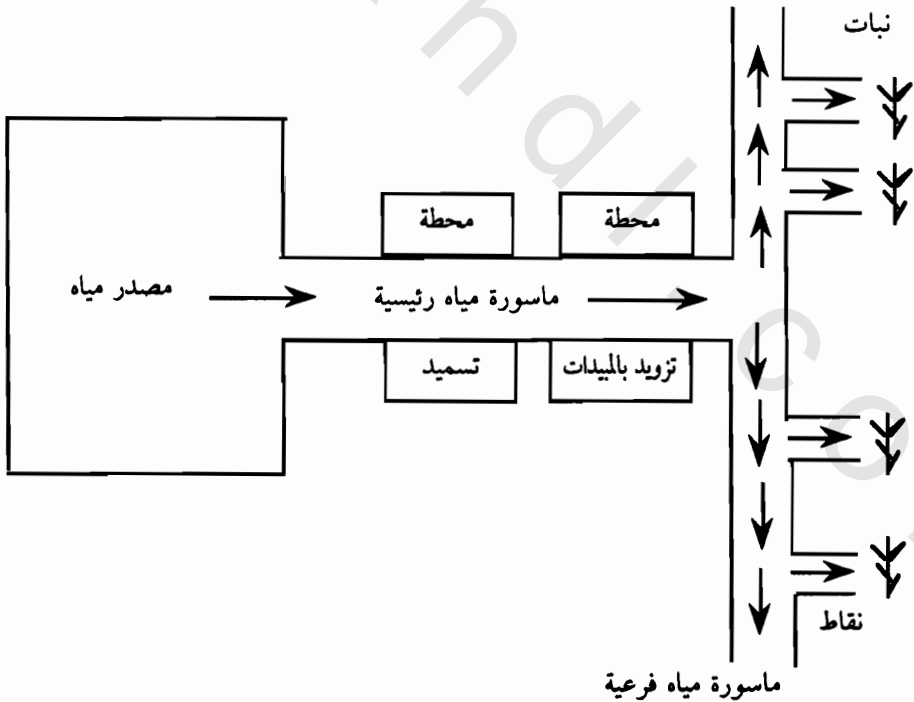 نبات
محطة
محطة
مصدر مياه
ماسورة مياه رئيسية
تزويد بالمبيدات
تسميد
نقاط
ماسورة مياه فرعية